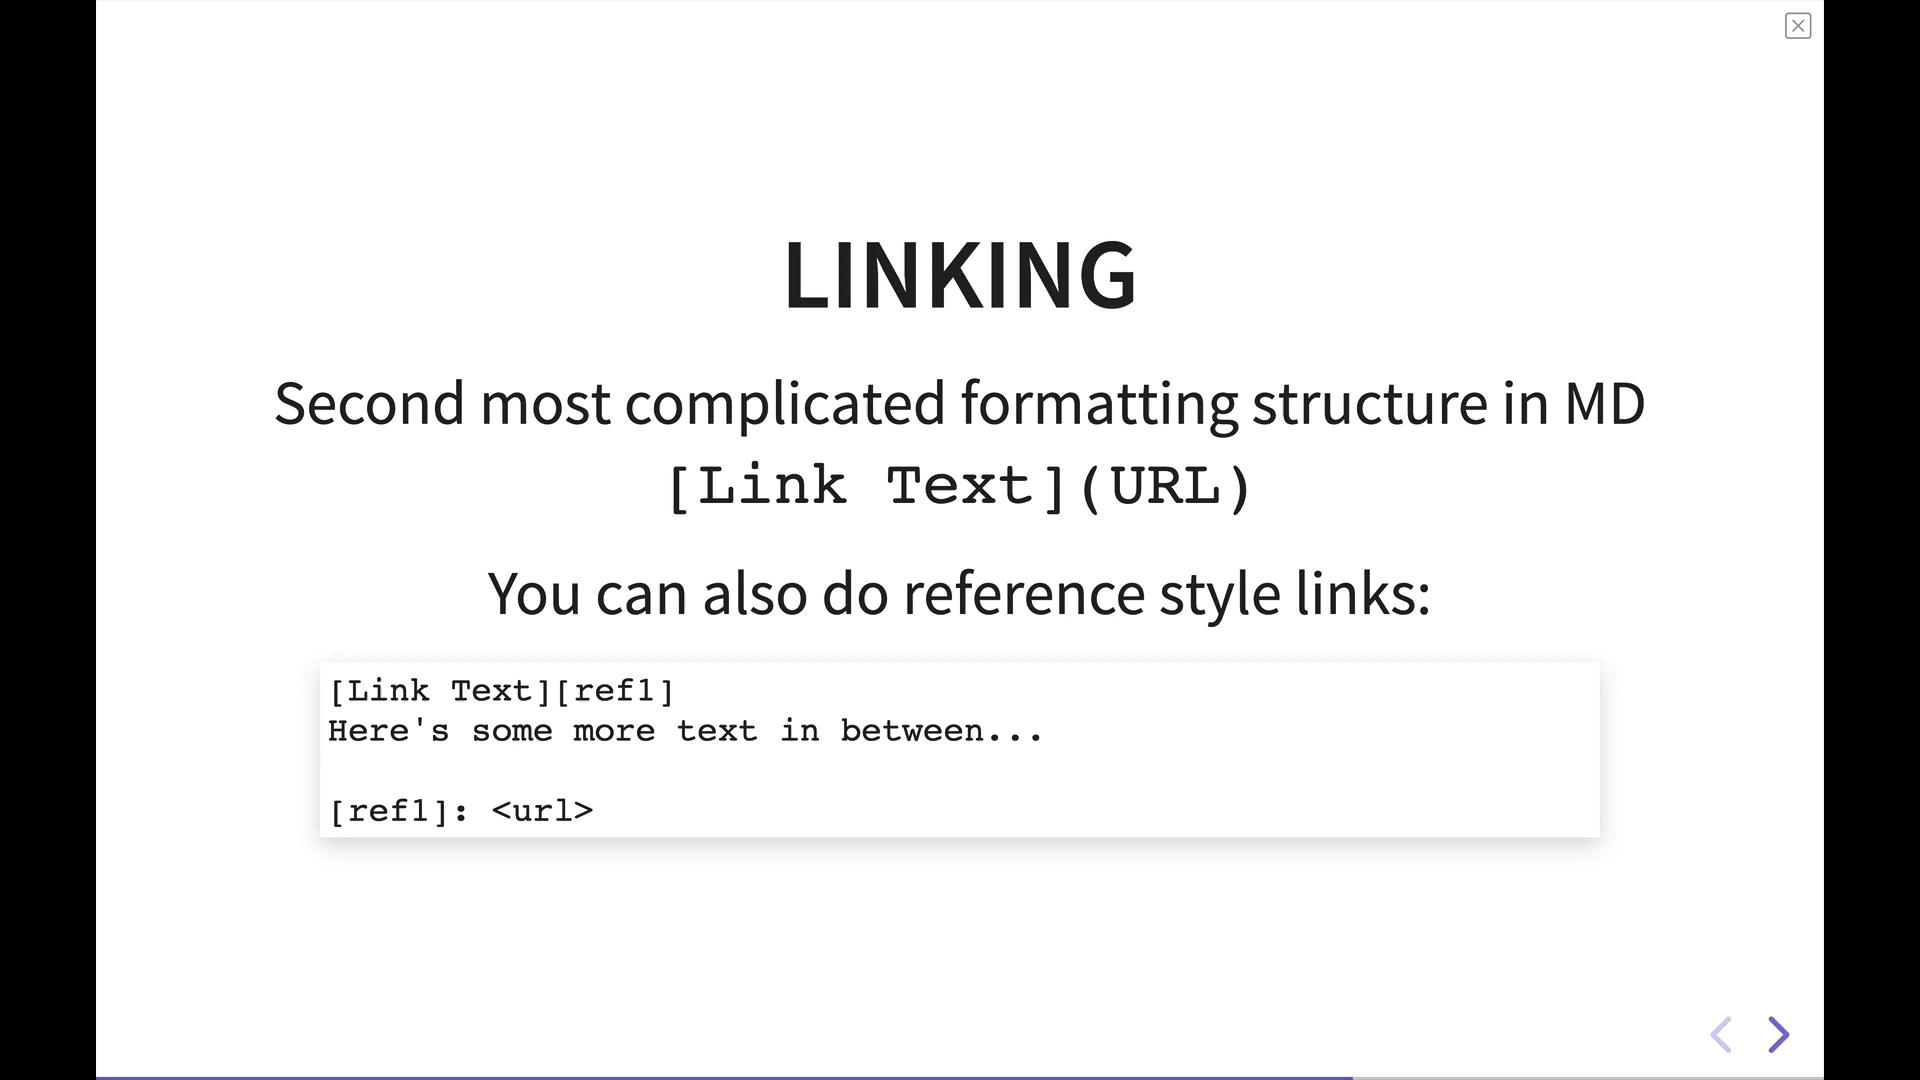 LINKING
Second most complicated formatting structure in MD
[Link Text](URL)
You can also do reference style links:
[Link Text][ref1]
Here's some more text in between...
[ref1]: <url>